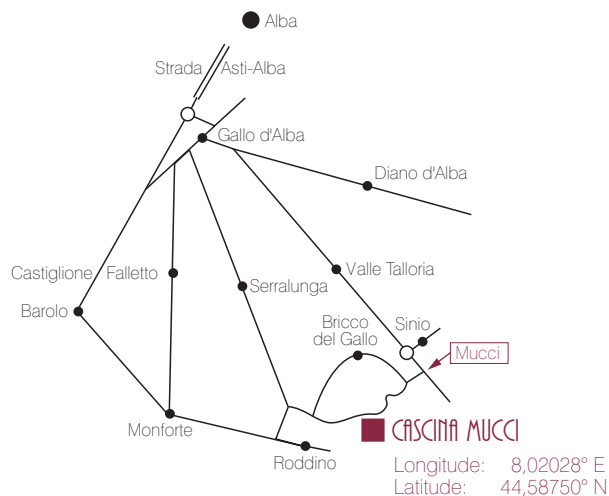 Alba
Strada Asti-Alba
Gallo d'Alba
Diano d'Alba
Castiglione Falletto
Valle Talloria
Serralunga
Barolo
Bricco
del Gallo
Sinio
Mucci
Monforte
CASCINA MUCCI
Roddino
Longitude: 8,02028° E
Latitude: 44,58750° N